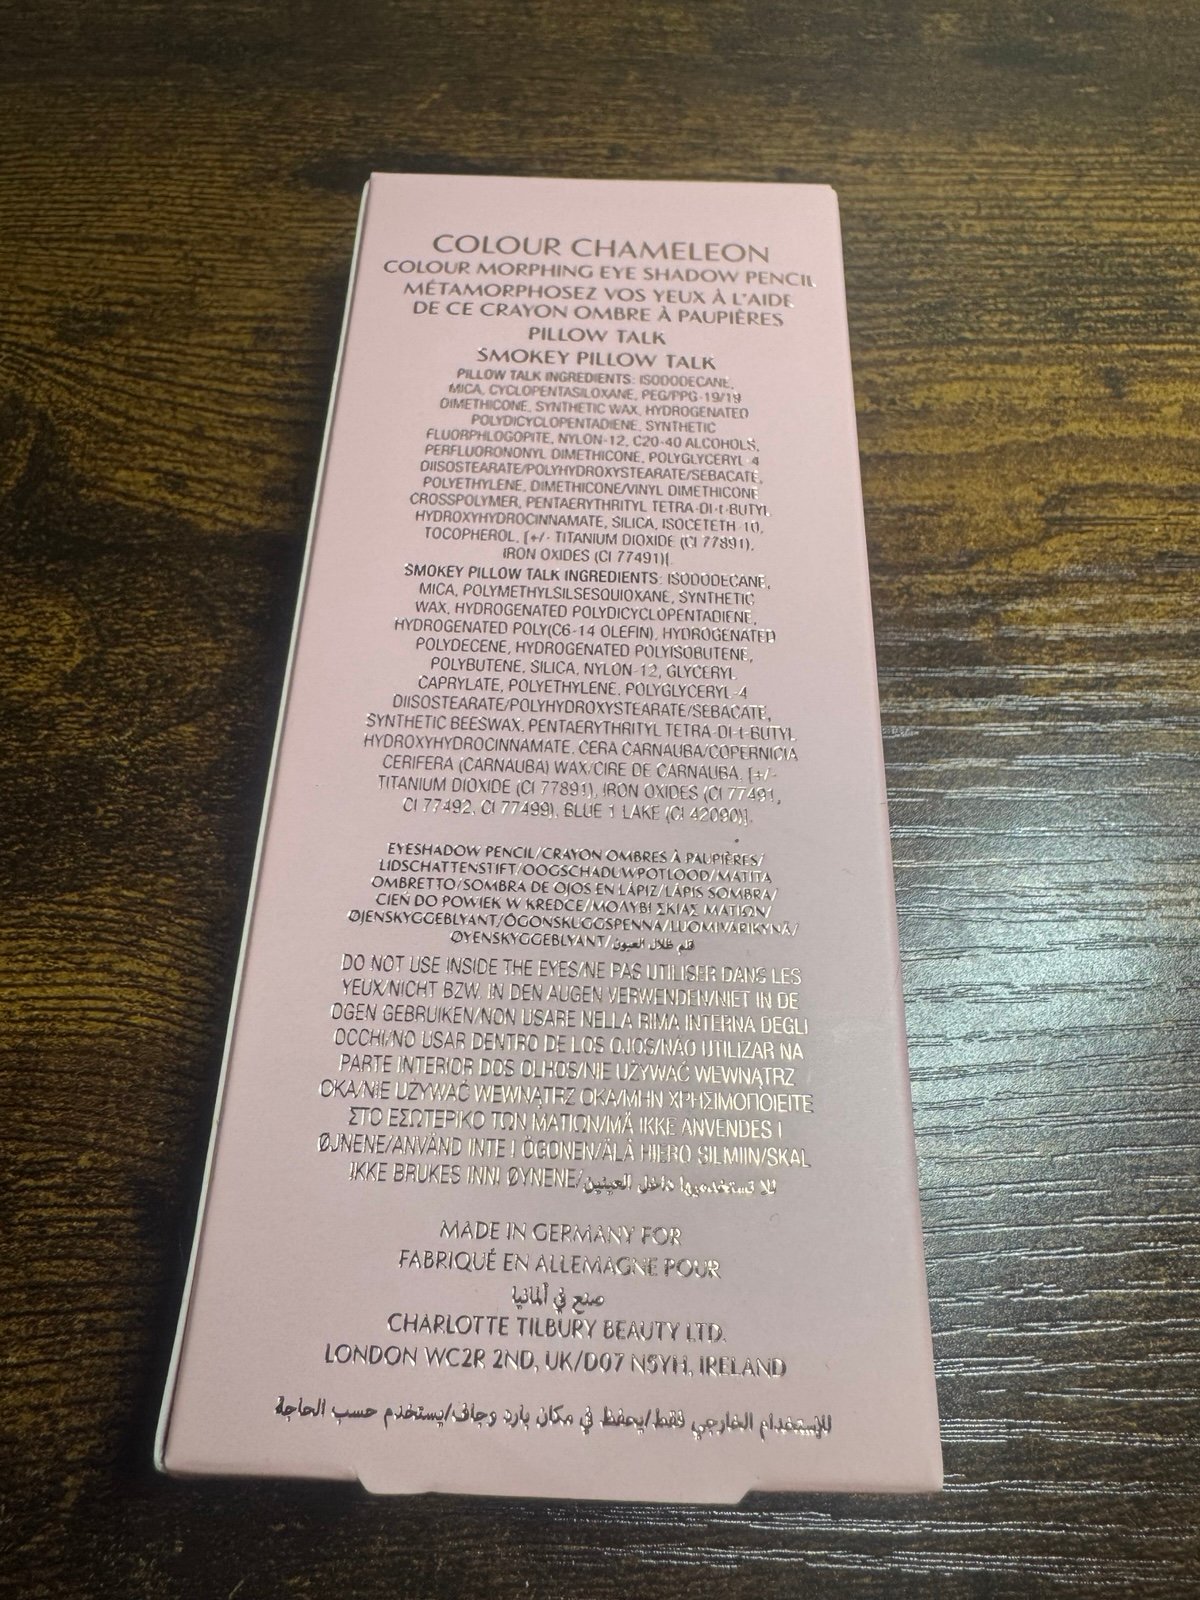 COLOUR CHAMELEON
COLOUR MORPHING EYE SHADOW PENCIL
MÉTAMORPHOSEZ VOS YEUX À L'AIDE
DE CE CRAYON OMBRE À PAUPIÈRES
PILLOW TALK
SMOKEY PILLOW TALK
PILLOW TALK INGREDIENTS: ISODODECANE,
MICA, CYCLOPENTASILOXANE, PEG/PPG-19/19
DIMETHICONE, SYNTHETIC WAX, HYDROGENATED
POLYDICYCLOPENTADIENE, SYNTHETIC
FLUORPHLOGOPITE, NYLON-12, C20-40 ALCOHOLS,
PERFLUORONONYL DIMETHICONE, POLYGLYCERYL-4
DIISOSTEARATE/POLYHYDROXYSTEARATE/SEBACATE,
POLYETHYLENE, DIMETHICONE/VINYL DIMETHICONE
CROSSPOLYMER, PENTAERYTHRITYL TETRA-DI-t-BUTYL
HYDROXYHYDROCINNAMATE, SILICA, ISOCETETH-10,
TOCOPHEROL, [+/- TITANIUM DIOXIDE (CI 77891),
IRON OXIDES (CI 77491)].
SMOKEY PILLOW TALK INGREDIENTS: ISODODECANE,
MICA, POLYMETHYLSILSESQUIOXANE, SYNTHETIC
WAX, HYDROGENATED POLYDICYCLOPENTADIENE,
HYDROGENATED POLY(C6-14 OLEFIN), HYDROGENATED
POLYDECENE, HYDROGENATED POLYISOBUTENE,
POLYBUTENE, SILICA, NYLON-12, GLYCERYL
CAPRYLATE, POLYETHYLENE, POLYGLYCERYL-4
DIISOSTEARATE/POLYHYDROXYSTEARATE/SEBACATE,
SYNTHETIC BEESWAX, PENTAERYTHRITYL TETRA-DI-t-BUTYL
HYDROXYHYDROCINNAMATE, CERA CARNAUBA/COPERNICIA
CERIFERA (CARNAUBA) WAX/CIRE DE CARNAUBA, [+/-
TITANIUM DIOXIDE (CI 77891), IRON OXIDES (CI 77491,
CI 77492, CI 77499), BLUE 1 LAKE (CI 42090)].
EYESHADOW PENCIL/CRAYON OMBRES À PAUPIÈRES/
LIDSCHATTENSTIFT/OOGSCHADUWPOTLOOD/MATITA
OMBRETTO/SOMBRA DE OJOS EN LÁPIZ/LÁPIS SOMBRA/
CIEŃ DO POWIEK W KREDCE/ΜΟΛΥΒΙ ΣΚΙΑΣ ΜΑΤΙΩΝ/
ØJENSKYGGEBLYANT/ÖGONSKUGGSPENNA/LUOMIVÄRIKYNÄ/
ØYENSKYGGEBLYANT/قلم ظلال العيون
DO NOT USE INSIDE THE EYES/NE PAS UTILISER DANS LES
YEUX/NICHT BZW. IN DEN AUGEN VERWENDEN/NIET IN DE
OGEN GEBRUIKEN/NON USARE NELLA RIMA INTERNA DEGLI
OCCHI/NO USAR DENTRO DE LOS OJOS/NÃO UTILIZAR NA
PARTE INTERIOR DOS OLHOS/NIE UŻYWAĆ WEWNĄTRZ
OKA/NIE UŻYWAĆ WEWNĄTRZ OKA/ΜΗΝ ΧΡΗΣΙΜΟΠΟΙΕΙΤΕ
ΣΤΟ ΕΣΩΤΕΡΙΚΟ ΤΩΝ ΜΑΤΙΩΝ/MÅ IKKE ANVENDES I
ØJNENE/ANVÄND INTE I ÖGONEN/ÄLÄ HIERO SILMIIN/SKAL
IKKE BRUKES INNI ØYNENE/لا تستخدميها داخل العينين
MADE IN GERMANY FOR
FABRIQUÉ EN ALLEMAGNE POUR
صنع في ألمانيا
CHARLOTTE TILBURY BEAUTY LTD.
LONDON WC2R 2ND, UK/D07 N5YH, IRELAND
للإستخدام الخارجي فقط/يحفظ في مكان بارد وجاف/يستخدم حسب الحاجة